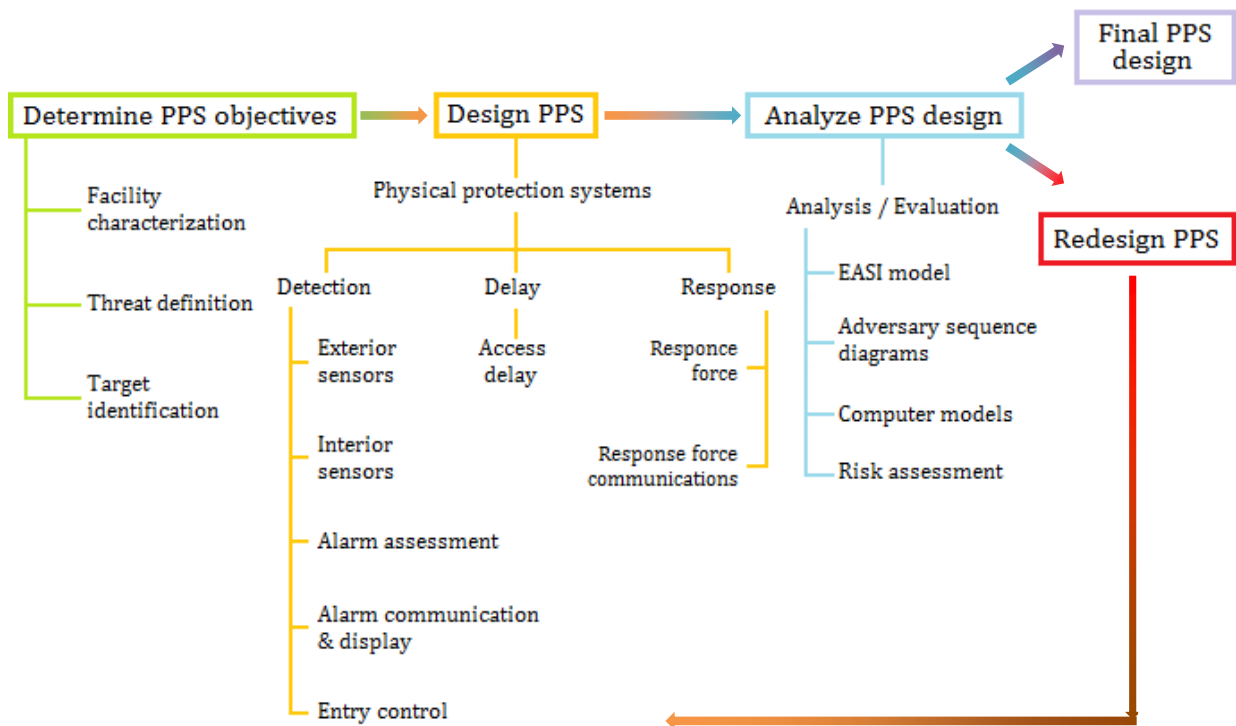 Final PPS
design
Determine PPS objectives
Design PPS
Analyze PPS design
Facility
characterization
Threat definition
Target
identification
Physical protection systems
Detection
Delay
Response
Exterior
sensors
Interior
sensors
Alarm assessment
Alarm communication
& display
Entry control
Access
delay
Responce
force
Response force
communications
Analysis / Evaluation
EASI model
Adversary sequence
diagrams
Computer models
Risk assessment
Redesign PPS